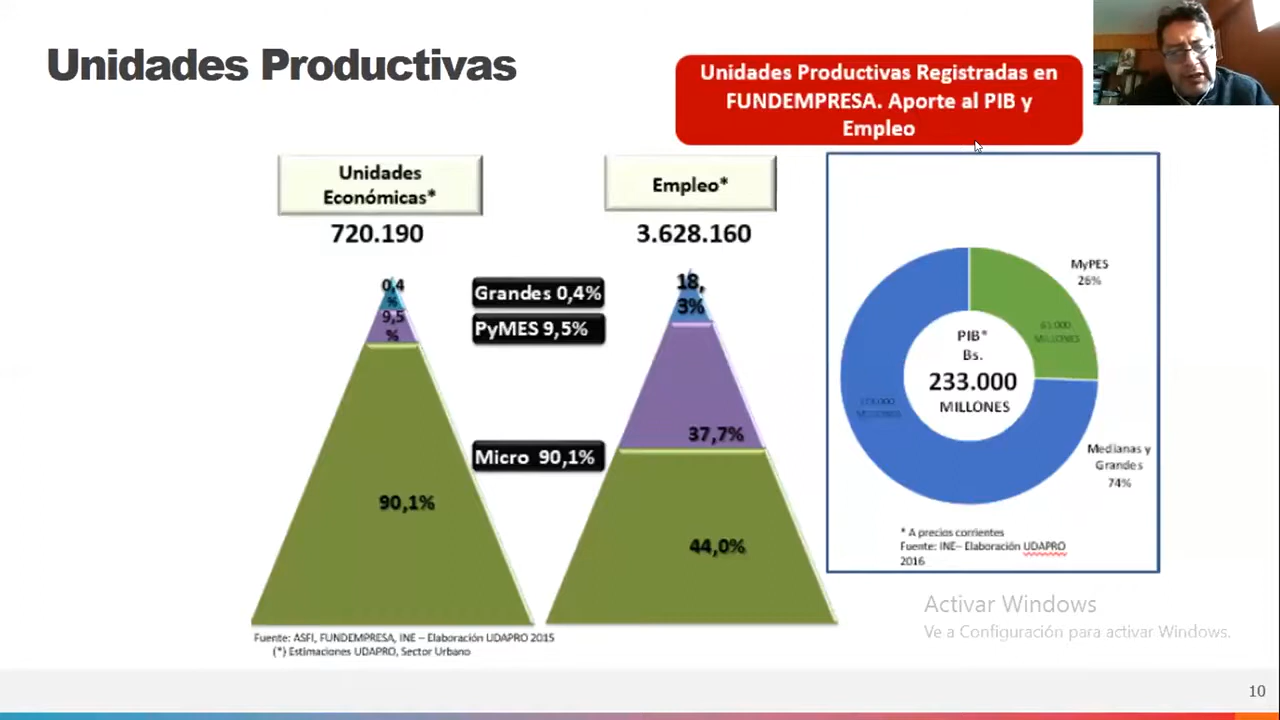 Unidades Productivas
Unidades Productivas Registradas en
FUNDEMPRESA. Aporte al PIB y
Empleo
Unidades
Económicas*
720.190
Empleo*
3.628.160
0,4
%
9,5
%
90,1%
Grandes 0,4%
PyMES 9,5%
Micro 90,1%
18,
3%
37,7%
44,0%
MyPES
26%
MILLONES
PIB*
Bs.
233.000
MILLONES
MILLONES
Medianas y
Grandes
74%
* A precios corrientes
Fuente: INE– Elaboración UDAPRO
2016
Fuente: ASFI, FUNDEMPRESA, INE – Elaboración UDAPRO 2015
(*) Estimaciones UDAPRO, Sector Urbano
Activar Windows
Ve a Configuración para activar Windows.
10